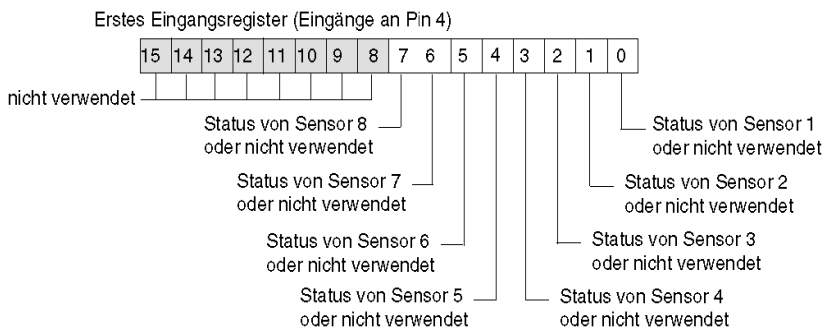 Erstes Eingangsregister (Eingänge an Pin 4)
15 14 13 12 11 10 9 8 7 6 5 4 3 2 1 0
nicht verwendet
Status von Sensor 8
oder nicht verwendet
Status von Sensor 1
oder nicht verwendet
Status von Sensor 7
oder nicht verwendet
Status von Sensor 2
oder nicht verwendet
Status von Sensor 6
oder nicht verwendet
Status von Sensor 3
oder nicht verwendet
Status von Sensor 5
oder nicht verwendet
Status von Sensor 4
oder nicht verwendet